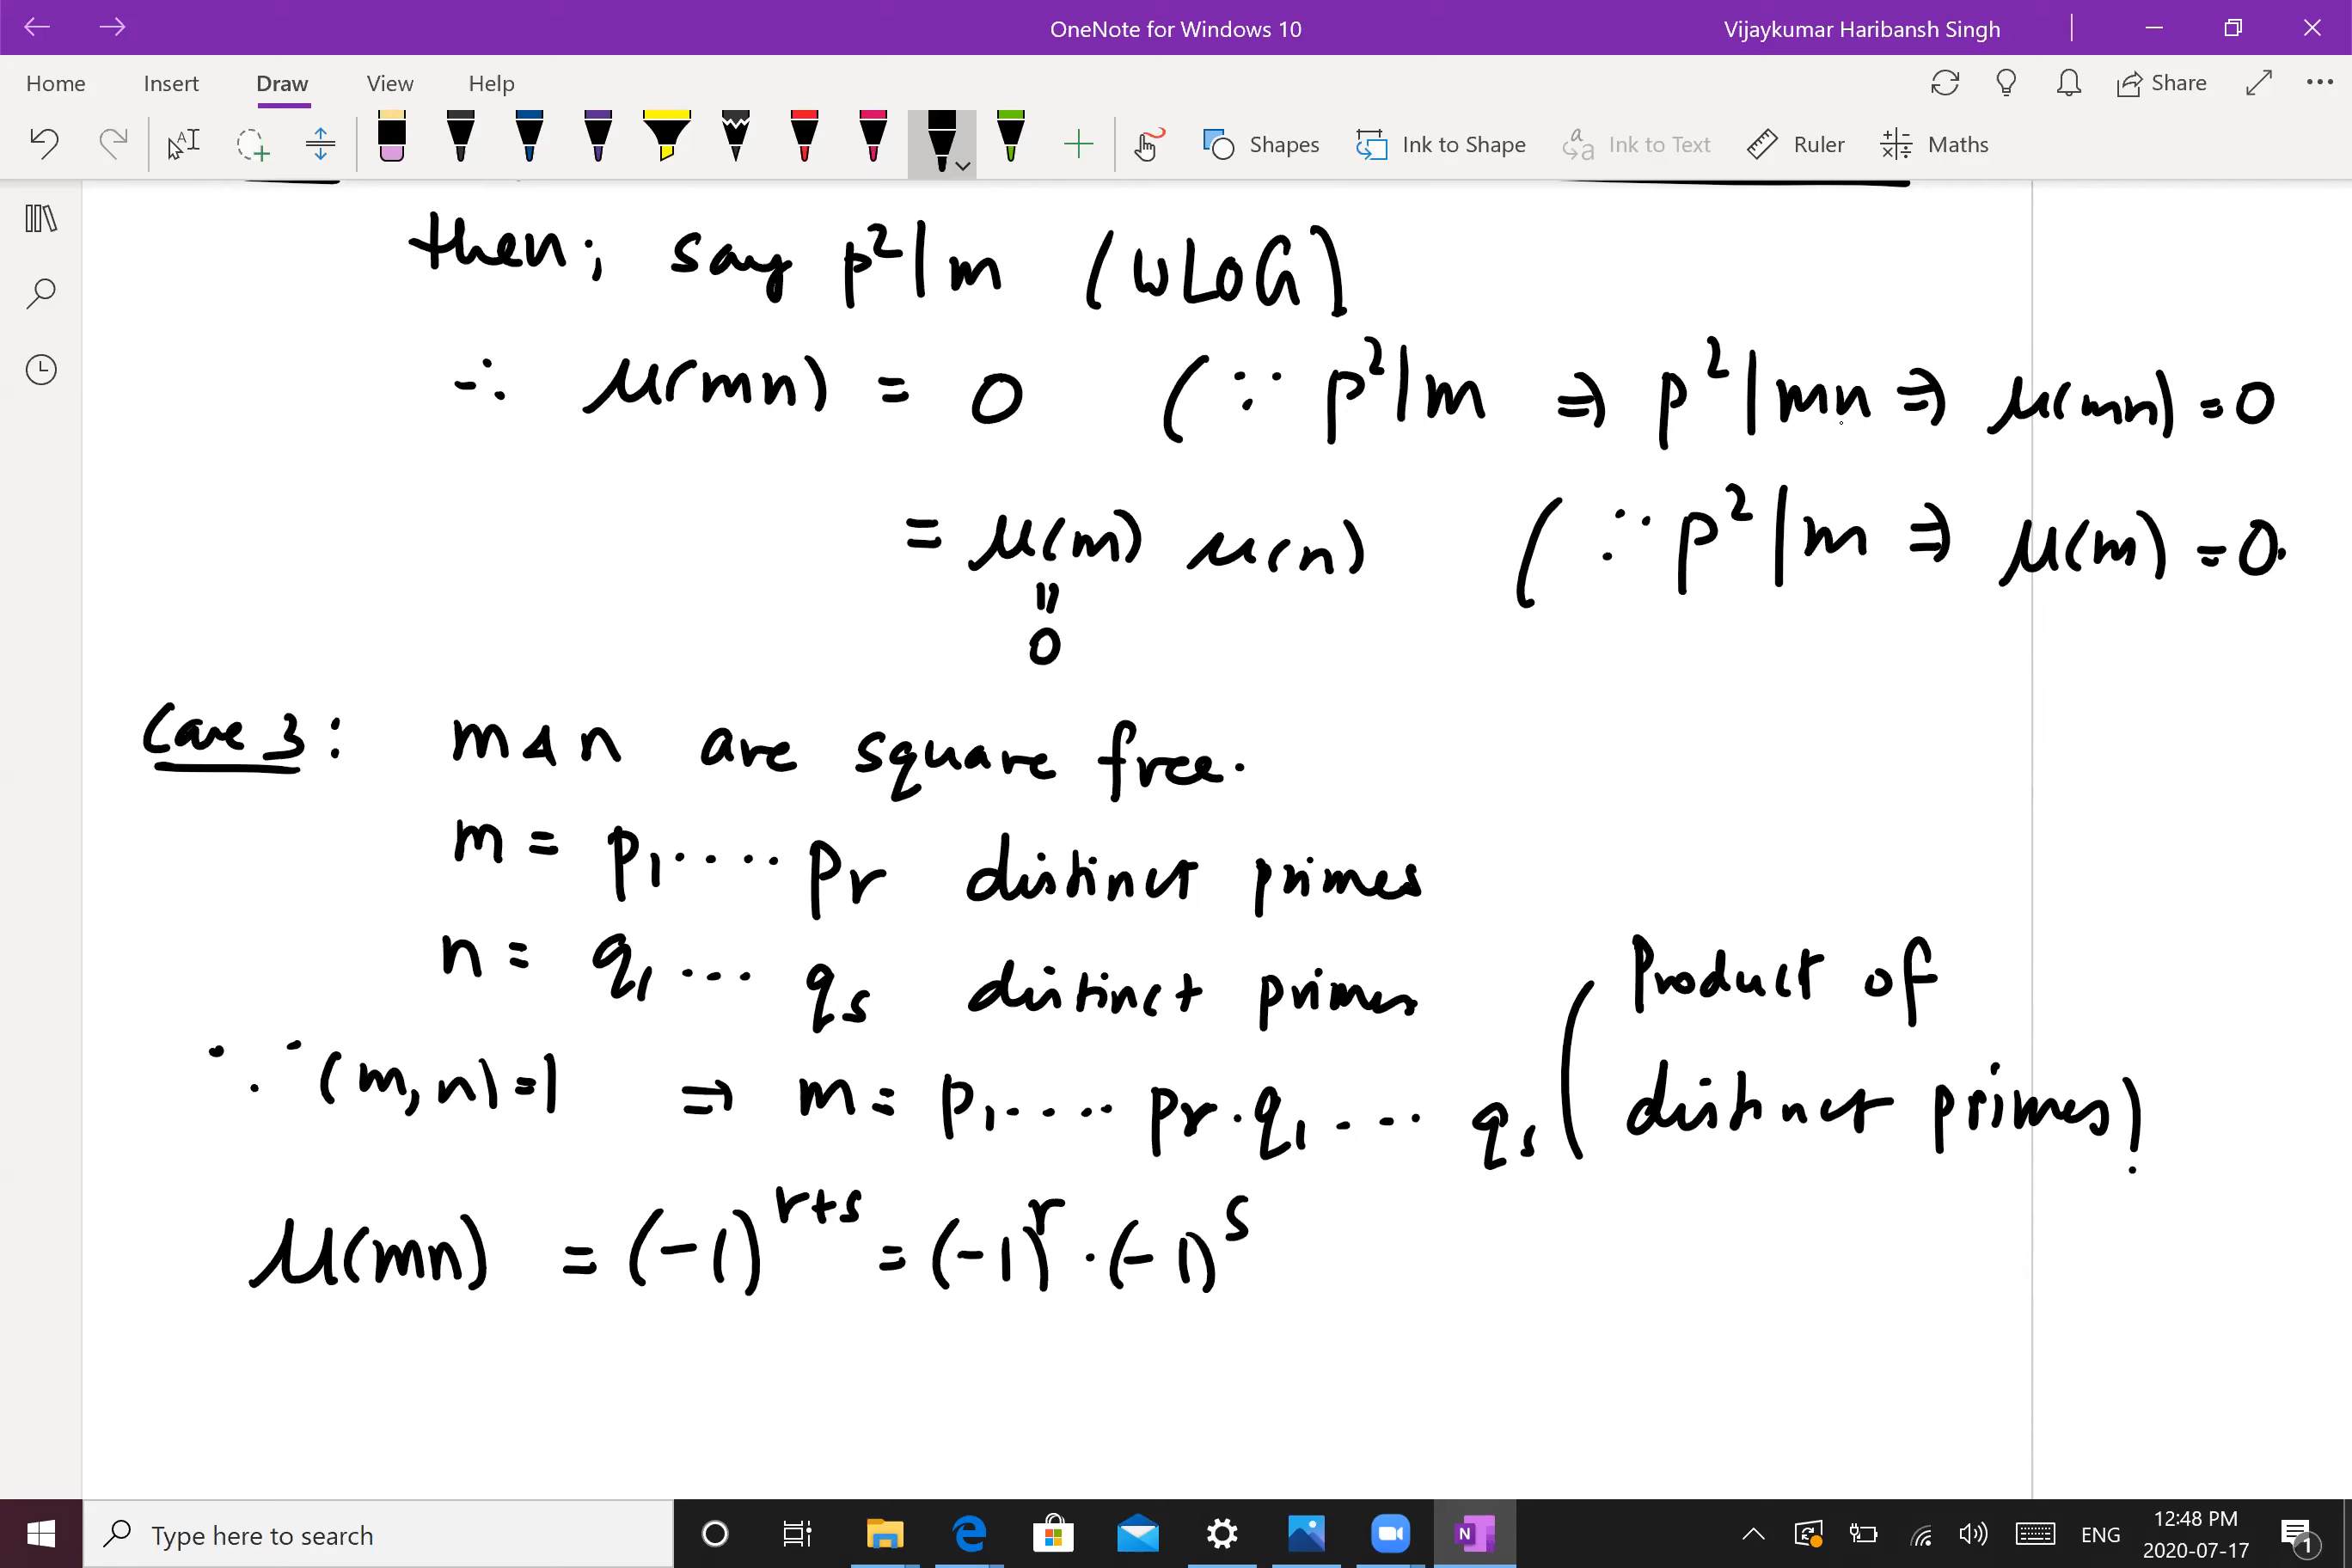 OneNote for Windows 10
Vijaykumar Haribansh Singh
Home Insert Draw View Help
Share
Shapes Ink to Shape Ink to Text Ruler Maths
then; say p²|m (WLOG)
∴ μ(mn) = 0 (∵ p²|m ⇒ p²|mn ⇒ μ(mn) = 0
= μ(m) μ(n) (∵ p²|m ⇒ μ(m) = 0.
=
0
Case 3: m & n are square free.
m = p₁.... pr distinct primes
n = q₁ ... qs distinct primes
∵ (m, n) = 1 ⇒ m = p₁.... pr · q₁ .... qs (Product of
distinct primes)
μ(mn) = (-1)^(r+s) = (-1)^r · (-1)^s
Type here to search
ENG
12:48 PM
2020-07-17
1